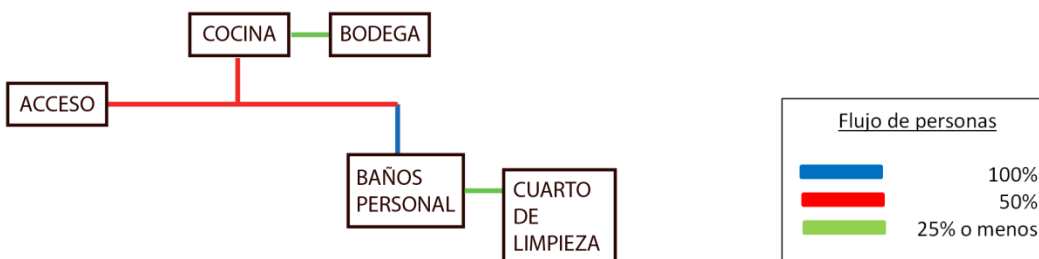 COCINA
BODEGA
ACCESO
BAÑOS
PERSONAL
CUARTO
DE
LIMPIEZA
Flujo de personas
100%
50%
25% o menos